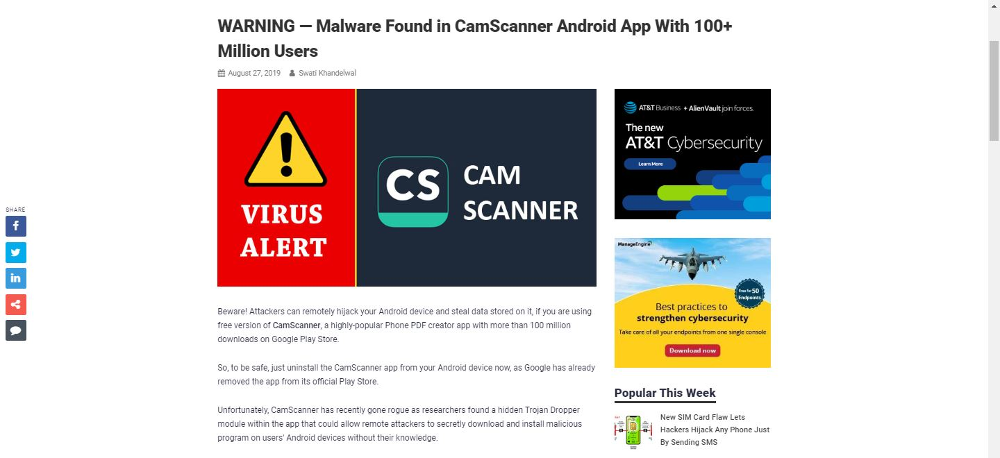 WARNING — Malware Found in CamScanner Android App With 100+
Million Users
August 27, 2019 Swati Khandelwal
VIRUS
ALERT
CS
CAM
SCANNER
SHARE
Beware! Attackers can remotely hijack your Android device and steal data stored on it, if you are using
free version of CamScanner, a highly-popular Phone PDF creator app with more than 100 million
downloads on Google Play Store.
So, to be safe, just uninstall the CamScanner app from your Android device now, as Google has already
removed the app from its official Play Store.
Unfortunately, CamScanner has recently gone rogue as researchers found a hidden Trojan Dropper
module within the app that could allow remote attackers to secretly download and install malicious
program on users' Android devices without their knowledge.
AT&T Business + AlienVault join forces.
The new
AT&T Cybersecurity
Learn More
ManageEngine
Free for 50
Endpoints
Best practices to
strengthen cybersecurity
Take care of all your endpoints from one single console
Download now
Popular This Week
New SIM Card Flaw Lets
Hackers Hijack Any Phone Just
By Sending SMS